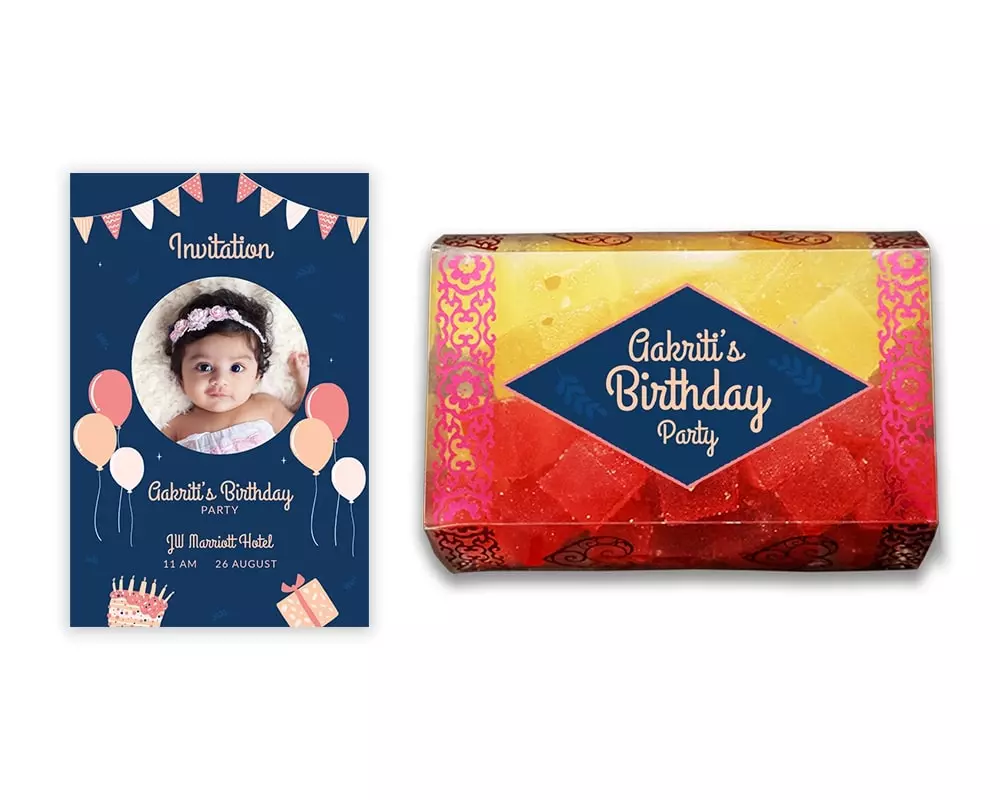 Invitation
Aakriti's Birthday
PARTY
JW Marriott Hotel
11 AM 26 AUGUST
Aakriti's
Birthday
Party